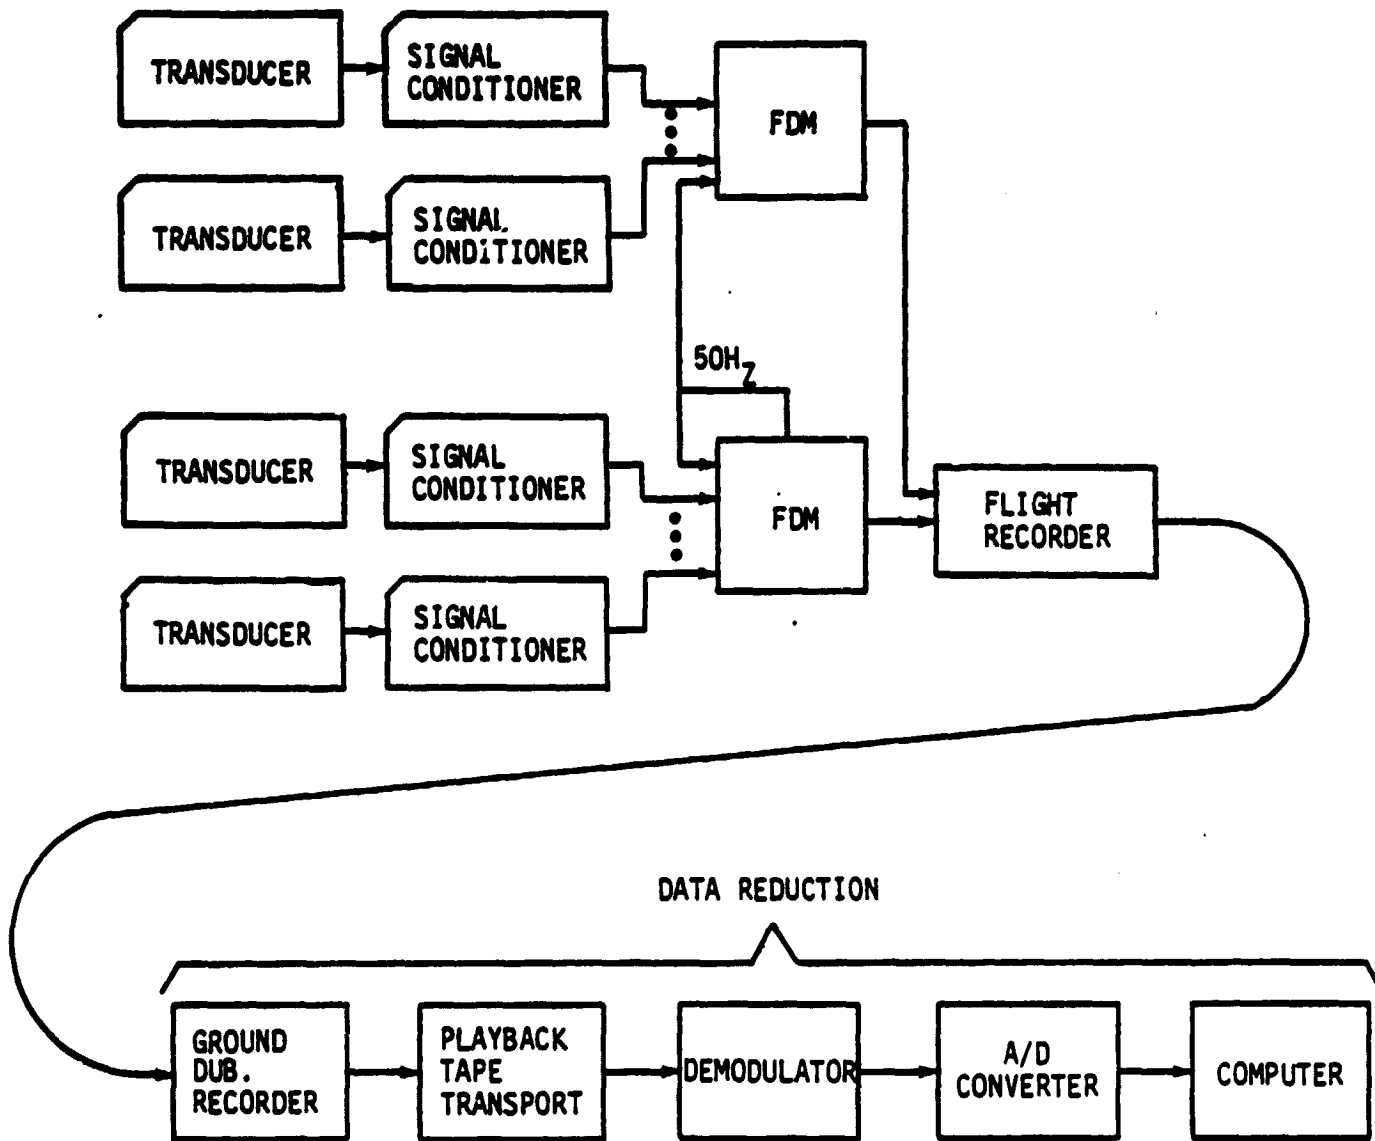 TRANSDUCER
SIGNAL
CONDITIONER
FDM
TRANSDUCER
SIGNAL
CONDITIONER
50HZ
TRANSDUCER
SIGNAL
CONDITIONER
FDM
FLIGHT
RECORDER
TRANSDUCER
SIGNAL
CONDITIONER
DATA REDUCTION
GROUND
DUB.
RECORDER
PLAYBACK
TAPE
TRANSPORT
DEMODULATOR
A/D
CONVERTER
COMPUTER